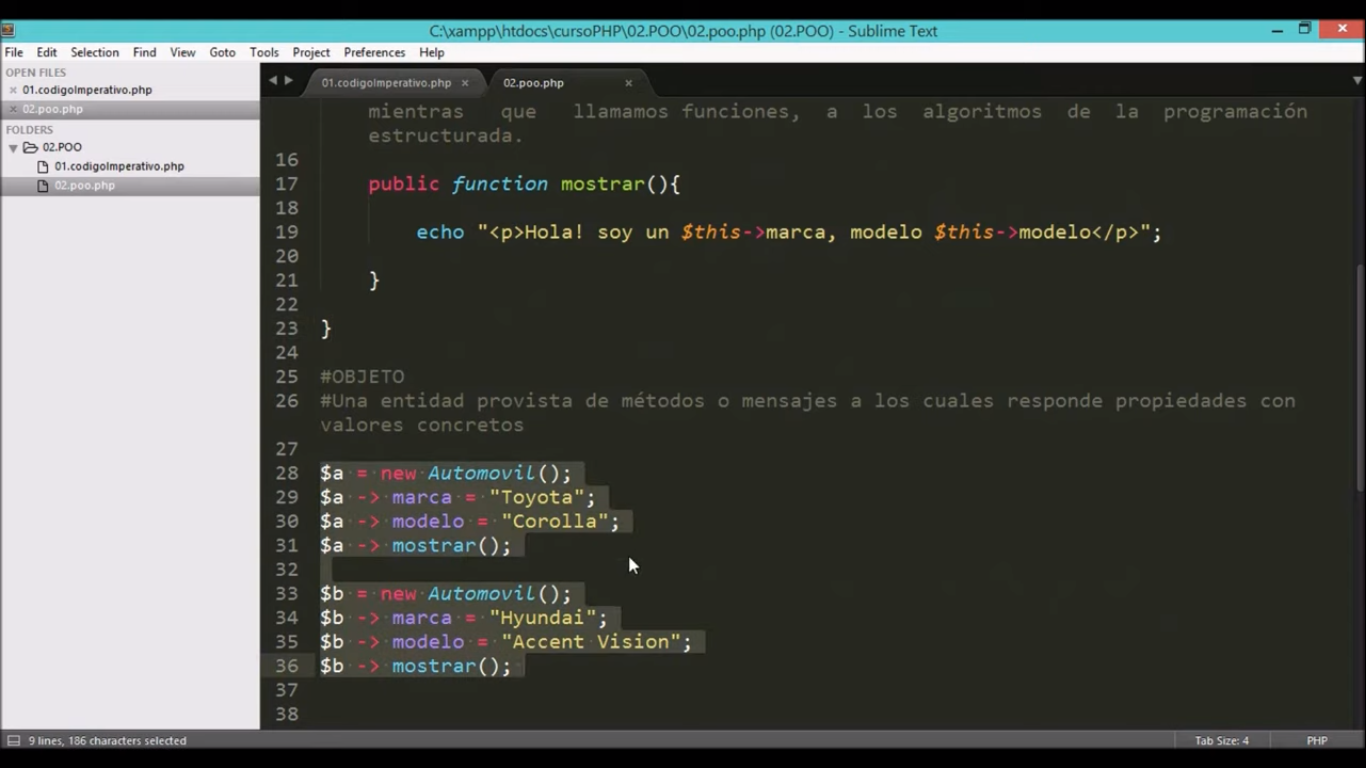 C:\xampp\htdocs\cursoPHP\02.POO\02.poo.php (02.POO) - Sublime Text
File Edit Selection Find View Goto Tools Project Preferences Help
OPEN FILES
× 01.codigoImperativo.php
× 02.poo.php
FOLDERS
02.POO
01.codigoImperativo.php
02.poo.php
01.codigoImperativo.php × 02.poo.php ×
mientras que llamamos funciones, a los algoritmos de la programación
estructurada.
16
17 public function mostrar(){
18
19 echo "<p>Hola! soy un $this->marca, modelo $this->modelo</p>";
20
21 }
22
23 }
24
25 #OBJETO
26 #Una entidad provista de métodos o mensajes a los cuales responde propiedades con
valores concretos
27
28 $a = new Automovil();
29 $a -> marca = "Toyota";
30 $a -> modelo = "Corolla";
31 $a -> mostrar();
32
33 $b = new Automovil();
34 $b -> marca = "Hyundai";
35 $b -> modelo = "Accent Vision";
36 $b -> mostrar();
37
38
9 lines, 186 characters selected Tab Size: 4 PHP